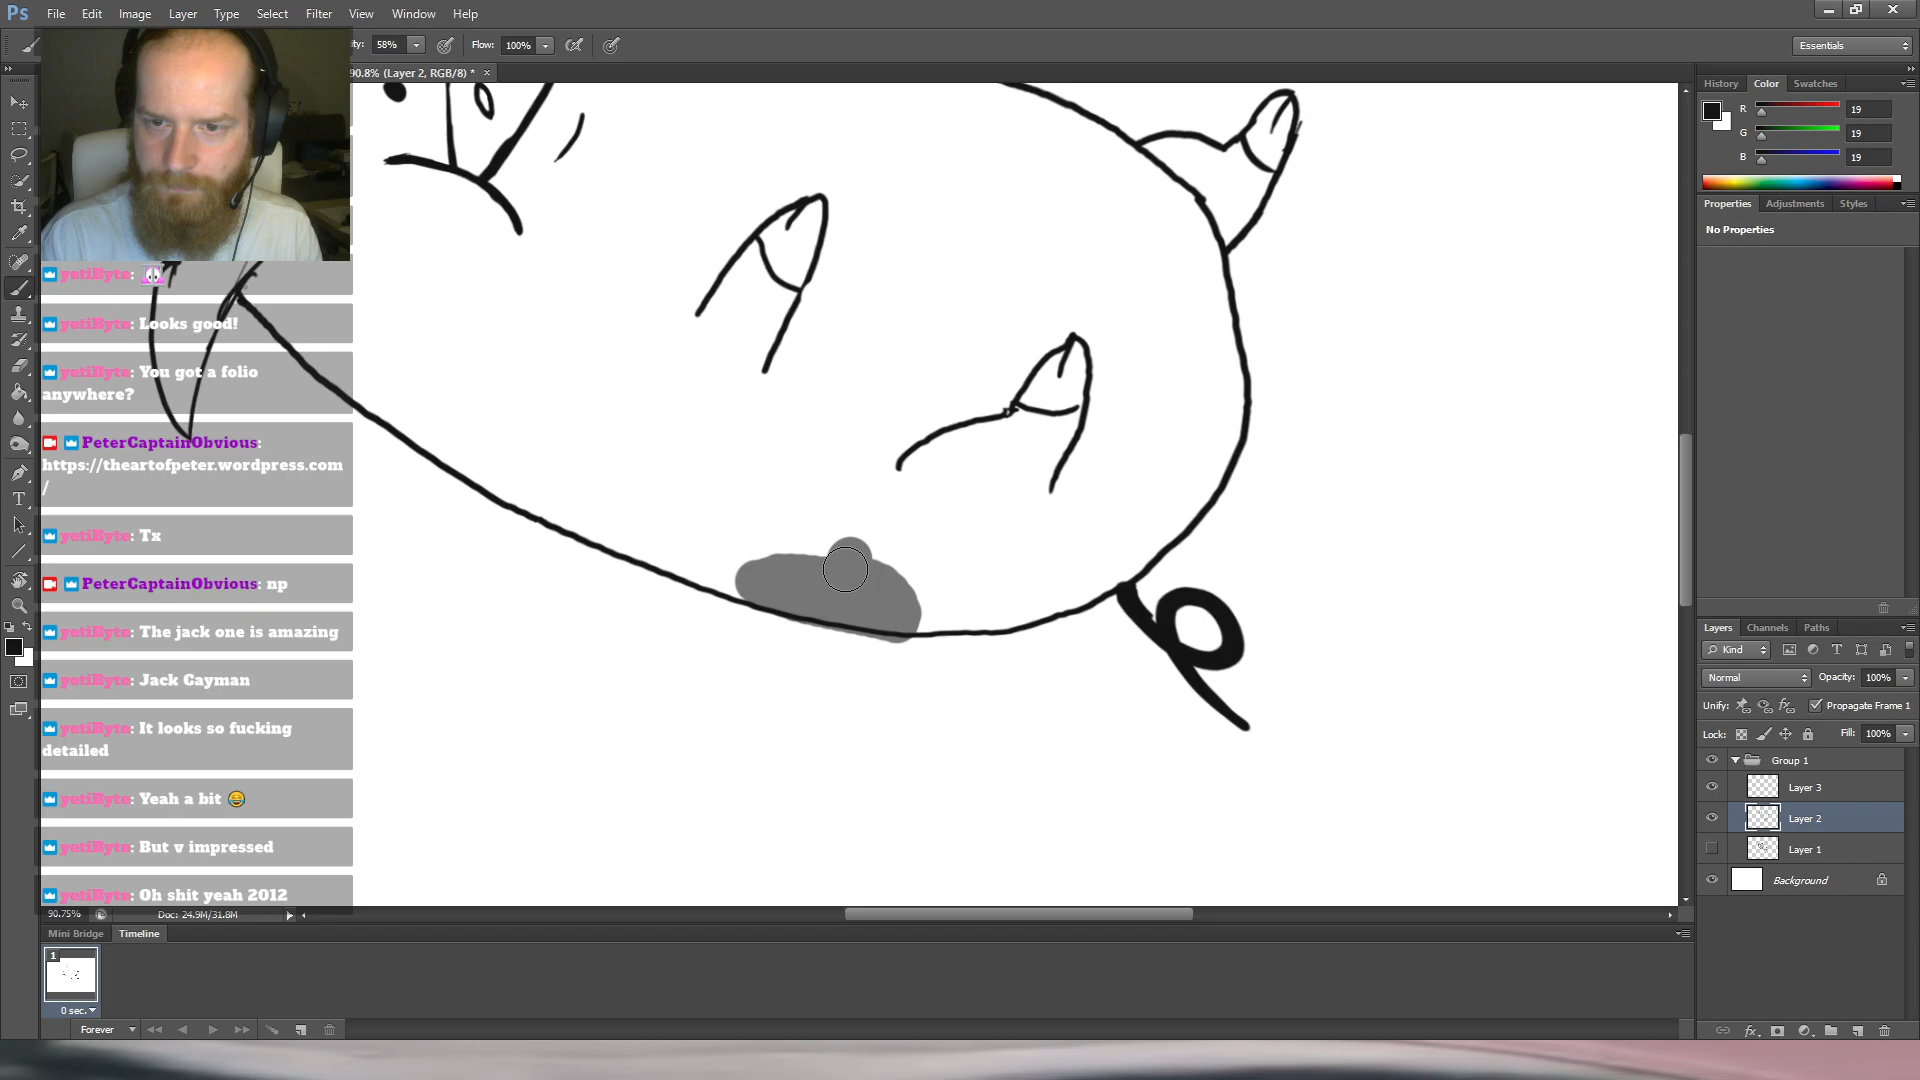 Ps File Edit Image Layer Type Select Filter View Window Help
ity: 58% Flow: 100% Essentials
90.8% (Layer 2, RGB/8) * ×
History Color Swatches
R 19
G 19
B 19
Properties Adjustments Styles
No Properties
yetiByte:
yetiByte: Looks good!
yetiByte: You got a folio
anywhere?
PeterCaptainObvious:
https://theartofpeter.wordpress.com
/
yetiByte: Tx
PeterCaptainObvious: np
yetiByte: The jack one is amazing
yetiByte: Jack Cayman
yetiByte: It looks so fucking
detailed
yetiByte: Yeah a bit 😂
yetiByte: But v impressed
yetiByte: Oh shit yeah 2012
Layers Channels Paths
Kind
Normal Opacity: 100%
Unify: Propagate Frame 1
Lock: Fill: 100%
Group 1
Layer 3
Layer 2
Layer 1
Background
90.75% Doc: 24.9M/31.8M
Mini Bridge Timeline
1
0 sec.
Forever